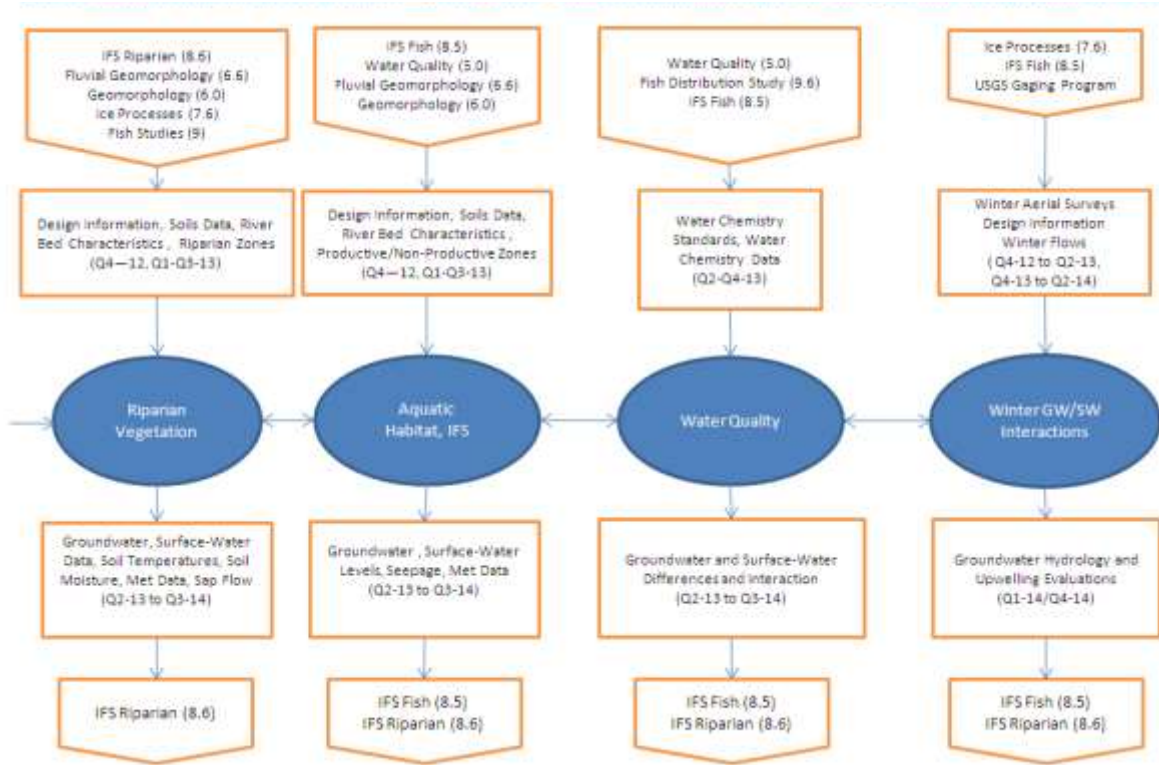 IFS Riparian (8.6)
Fluvial Geomorphology (6.6)
Geomorphology (6.0)
Ice Processes (7.6)
Fish Studies (9)
IFS Fish (8.5)
Water Quality (5.0)
Fluvial Geomorphology (6.6)
Geomorphology (6.0)
Water Quality (5.0)
Fish Distribution Study (9.6)
IFS Fish (8.5)
Ice Processes (7.6)
IFS Fish (8.5)
USGS Gaging Program
Design Information, Soils Data, River
Bed Characteristics, Riparian Zones
(Q4—12, Q1-Q3-13)
Design Information, Soils Data,
River Bed Characteristics,
Productive/Non-Productive Zones
(Q4—12, Q1-Q3-13)
Water Chemistry
Standards, Water
Chemistry Data
(Q2-Q4-13)
Winter Aerial Surveys
Design Information
Winter Flows
(Q4-12 to Q2-13,
Q4-13 to Q2-14)
Riparian
Vegetation
Aquatic
Habitat, IFS
Water Quality
Winter GW/SW
Interactions
Groundwater, Surface-Water
Data, Soil Temperatures, Soil
Moisture, Met Data, Sap Flow
(Q2-13 to Q3-14)
Groundwater, Surface-Water
Levels, Seepage, Met Data
(Q2-13 to Q3-14)
Groundwater and Surface-Water
Differences and Interaction
(Q2-13 to Q3-14)
Groundwater Hydrology and
Upwelling Evaluations
(Q1-14/Q4-14)
IFS Riparian (8.6)
IFS Fish (8.5)
IFS Riparian (8.6)
IFS Fish (8.5)
IFS Riparian (8.6)
IFS Fish (8.5)
IFS Riparian (8.6)